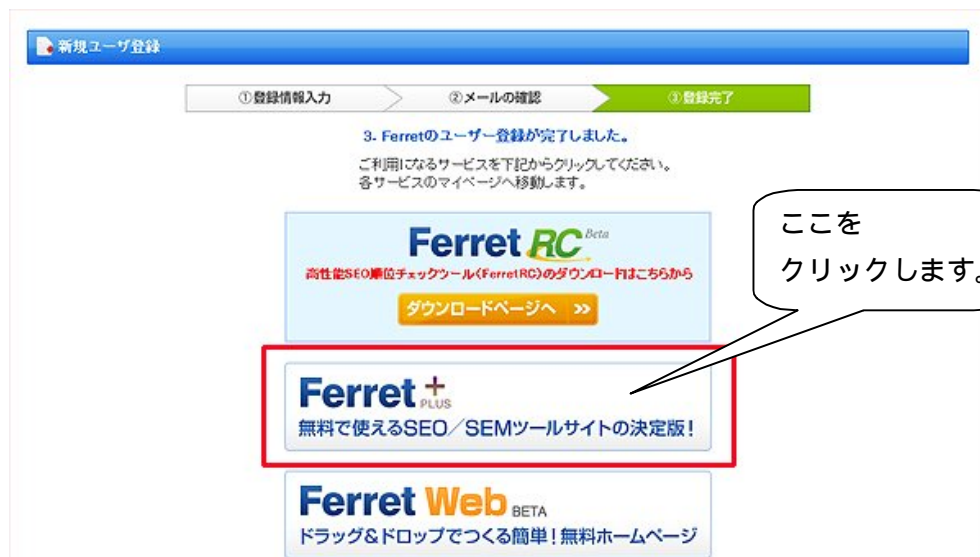 新規ユーザ登録
①登録情報入力
②メールの確認
③登録完了
3. Ferretのユーザー登録が完了しました。
ご利用になるサービスを下記からクリックしてください。
各サービスのマイページへ移動します。
Ferret RC Beta
高性能SEO順位チェックツール<FerretRC>のダウンロードはこちらから
ダウンロードページへ >>
ここを
クリックします。
Ferret + PLUS
無料で使えるSEO/SEMツールサイトの決定版!
Ferret Web BETA
ドラッグ&ドロップでつくる簡単!無料ホームページ